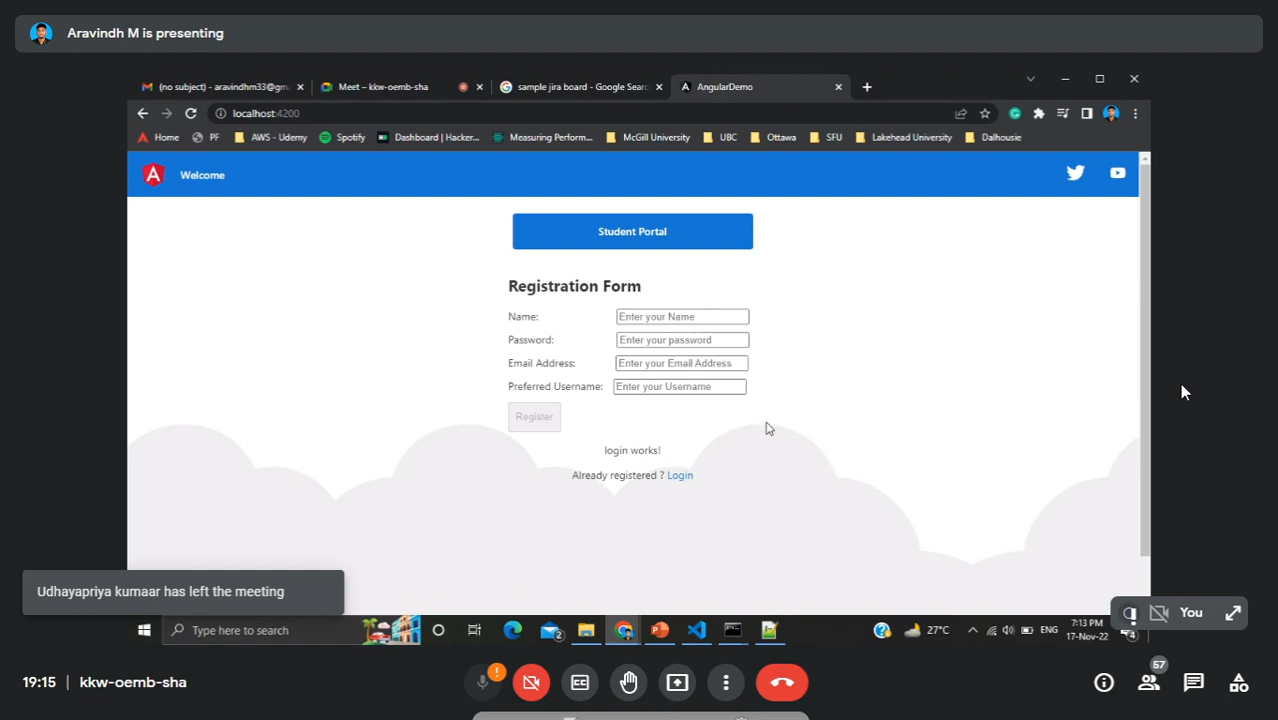 Aravindh M is presenting
(no subject) - aravindhm33@gm
Meet – kkw-oemb-sha
sample jira board - Google Searc
AngularDemo
localhost:4200
Home
PF
AWS - Udemy
Spotify
Dashboard | Hacker...
Measuring Perform...
McGill University
UBC
Ottawa
SFU
Lakehead University
Dalhousie
A
Welcome
Student Portal
Registration Form
Name:
Enter your Name
Password:
Enter your password
Email Address:
Enter your Email Address
Preferred Username:
Enter your Username
Register
login works!
Already registered ? Login
Udhayapriya kumaar has left the meeting
You
Type here to search
2
27°C
ENG
7:13 PM
17-Nov-22
4
19:15 | kkw-oemb-sha
57